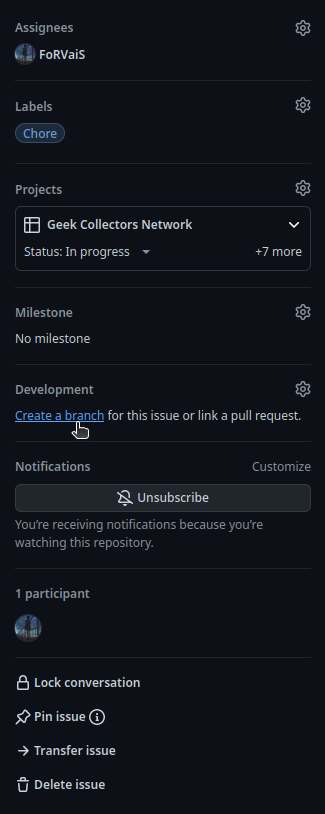 Assignees
FoRVaiS
Labels
Chore
Projects
Geek Collectors Network
Status: In progress +7 more
Milestone
No milestone
Development
Create a branch for this issue or link a pull request.
Notifications Customize
Unsubscribe
You’re receiving notifications because you’re
watching this repository.
1 participant
Lock conversation
Pin issue
Transfer issue
Delete issue